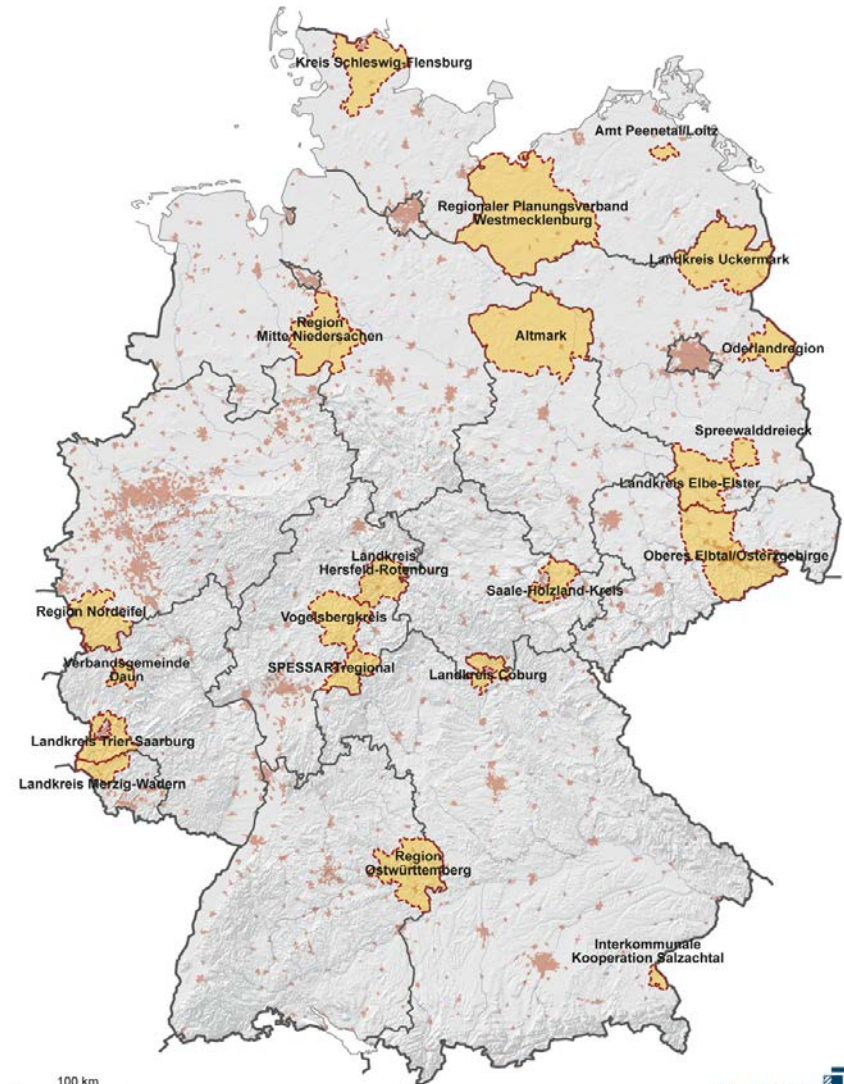 Kreis Schleswig-Flensburg
Amt Peenetal/Loitz
Regionaler Planungsverband
Westmecklenburg
Landkreis Uckermark
Region
Mitte Niedersachen
Altmark
Oderlandregion
Spreewalddreieck
Landkreis Elbe-Elster
Oberes Elbtal/Osterzgebirge
Landkreis
Hersfeld-Rotenburg
Saale-Holzland-Kreis
Region Nordeifel
Vogelsbergkreis
Verbandsgemeinde
Daun
SPESSARTregional
Landkreis Coburg
Landkreis Trier-Saarburg
Landkreis Merzig-Wadern
Region
Ostwürttemberg
Interkommunale
Kooperation Salzachtal
100 km